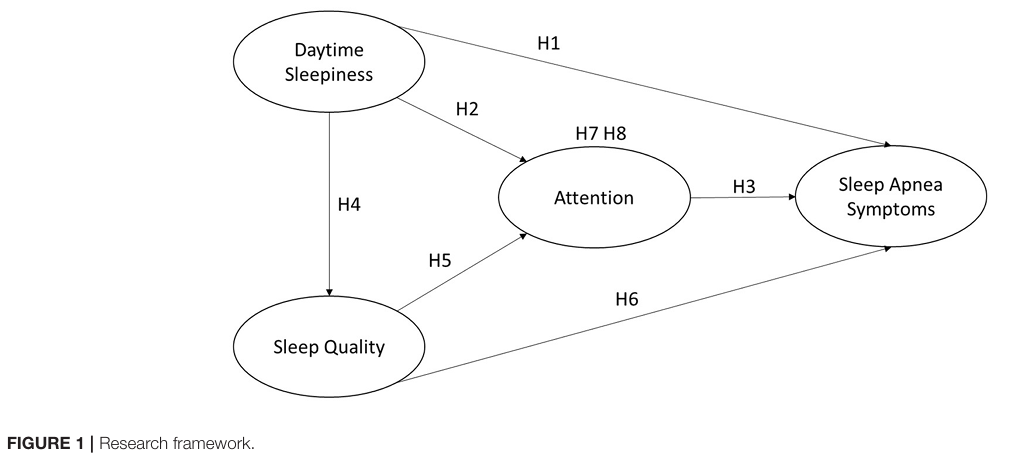 Daytime
Sleepiness
H1
H2
H7 H8
Attention
H3
Sleep Apnea
Symptoms
H4
H5
H6
Sleep Quality
FIGURE 1 | Research framework.